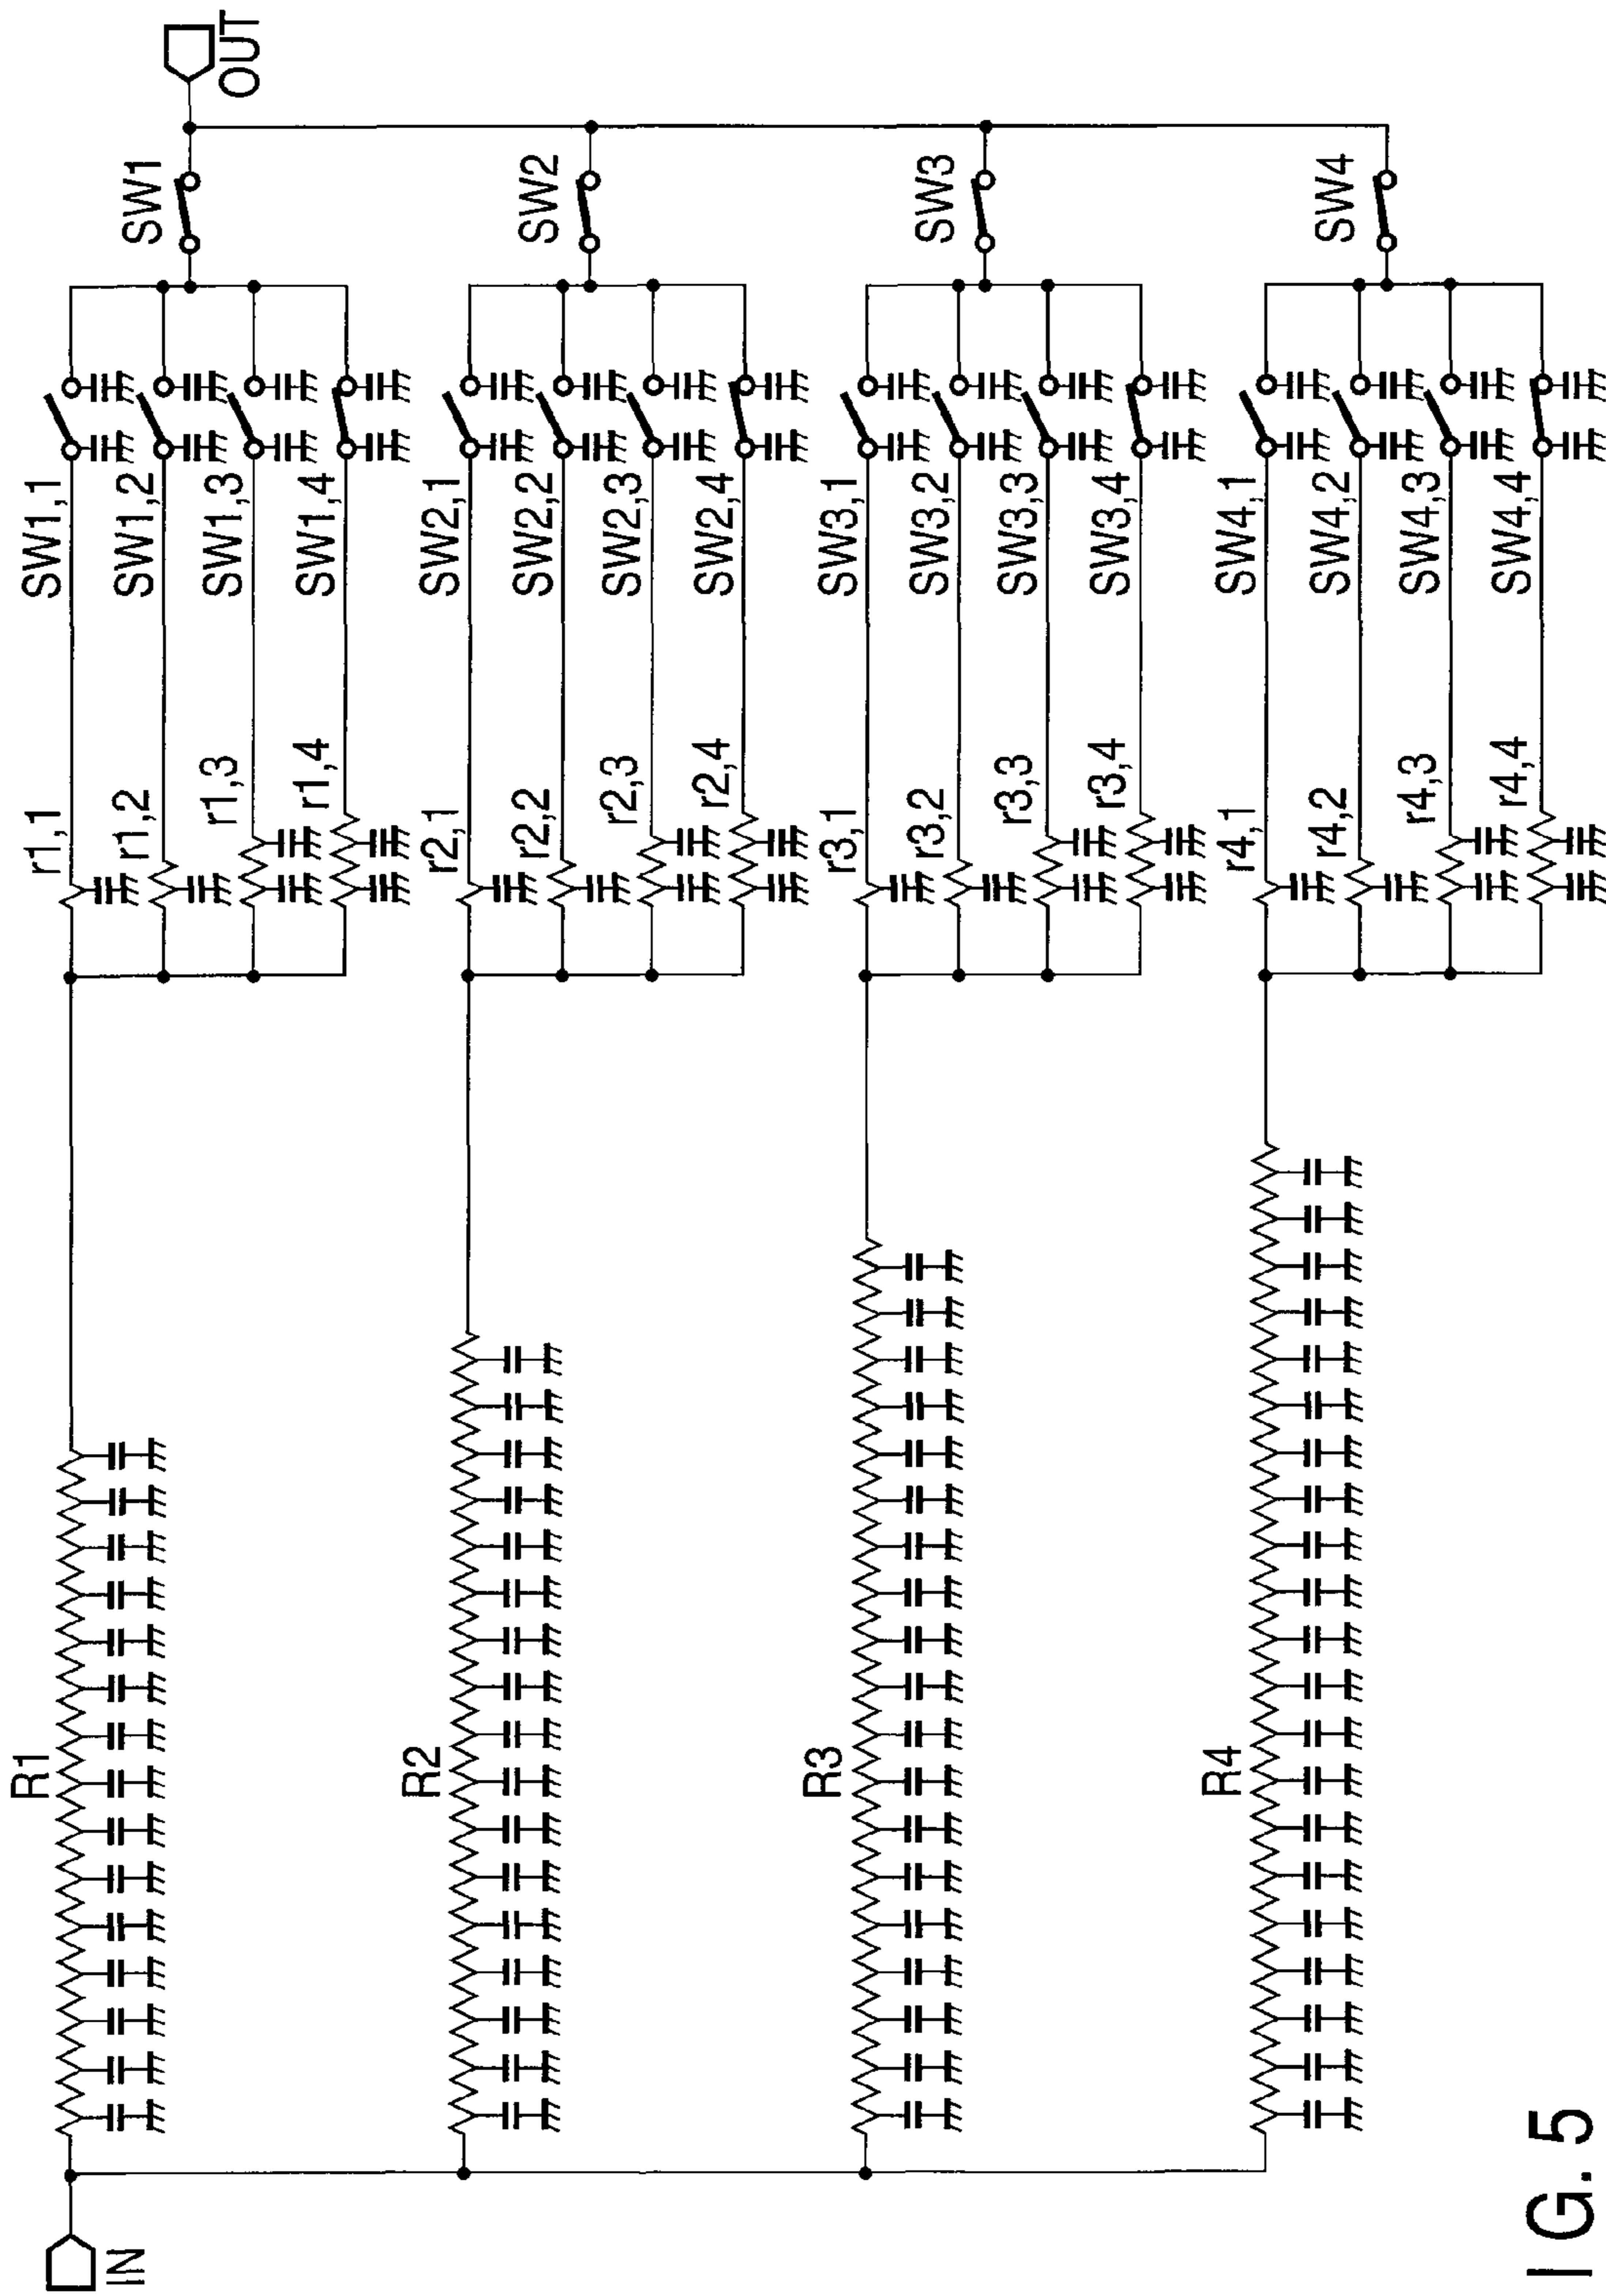 IN
R1
r1,1
SW1,1
r1,2
SW1,2
r1,3
SW1,3
r1,4
SW1,4
SW1
OUT
R2
r2,1
SW2,1
r2,2
SW2,2
r2,3
SW2,3
r2,4
SW2,4
SW2
R3
r3,1
SW3,1
r3,2
SW3,2
r3,3
SW3,3
r3,4
SW3,4
SW3
R4
r4,1
SW4,1
r4,2
SW4,2
r4,3
SW4,3
r4,4
SW4,4
SW4
I G. 5